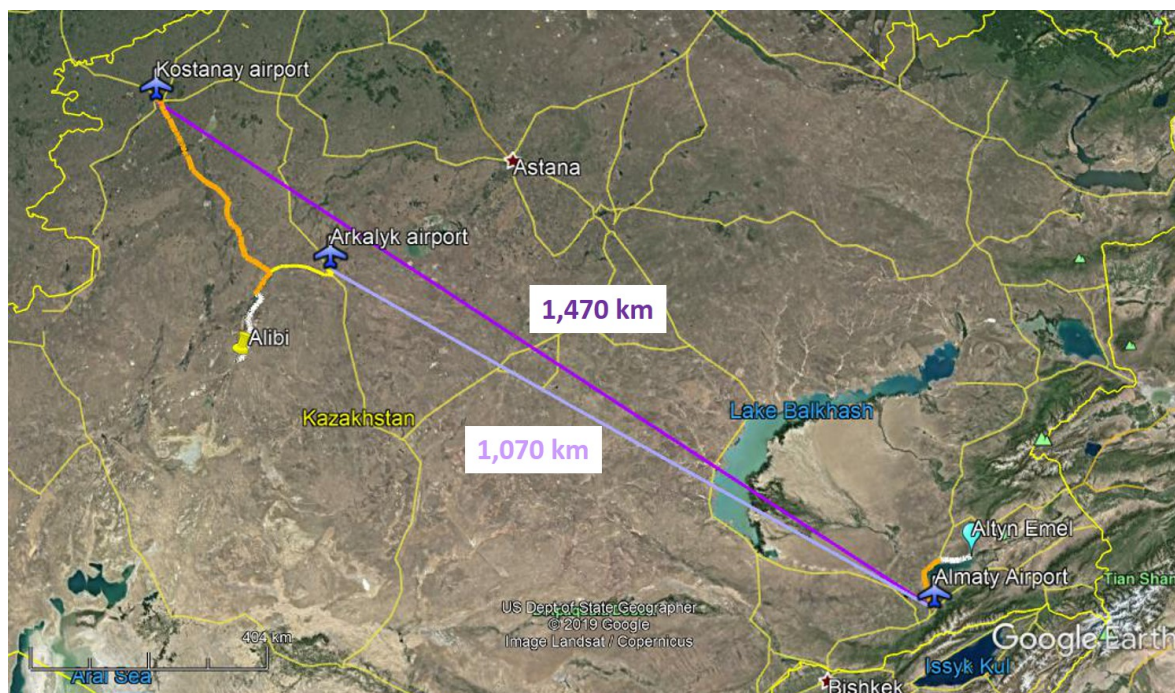 Kostanay airport
Astana
Arkalyk airport
1,470 km
Alibi
Kazakhstan
Lake Balkhash
1,070 km
Altyn Emel
Almaty Airport
Tian Shan
US Dept of State Geographer
© 2019 Google
Image Landsat / Copernicus
404 km
Google Earth
Aral Sea
Issyk Kul
Bishkek